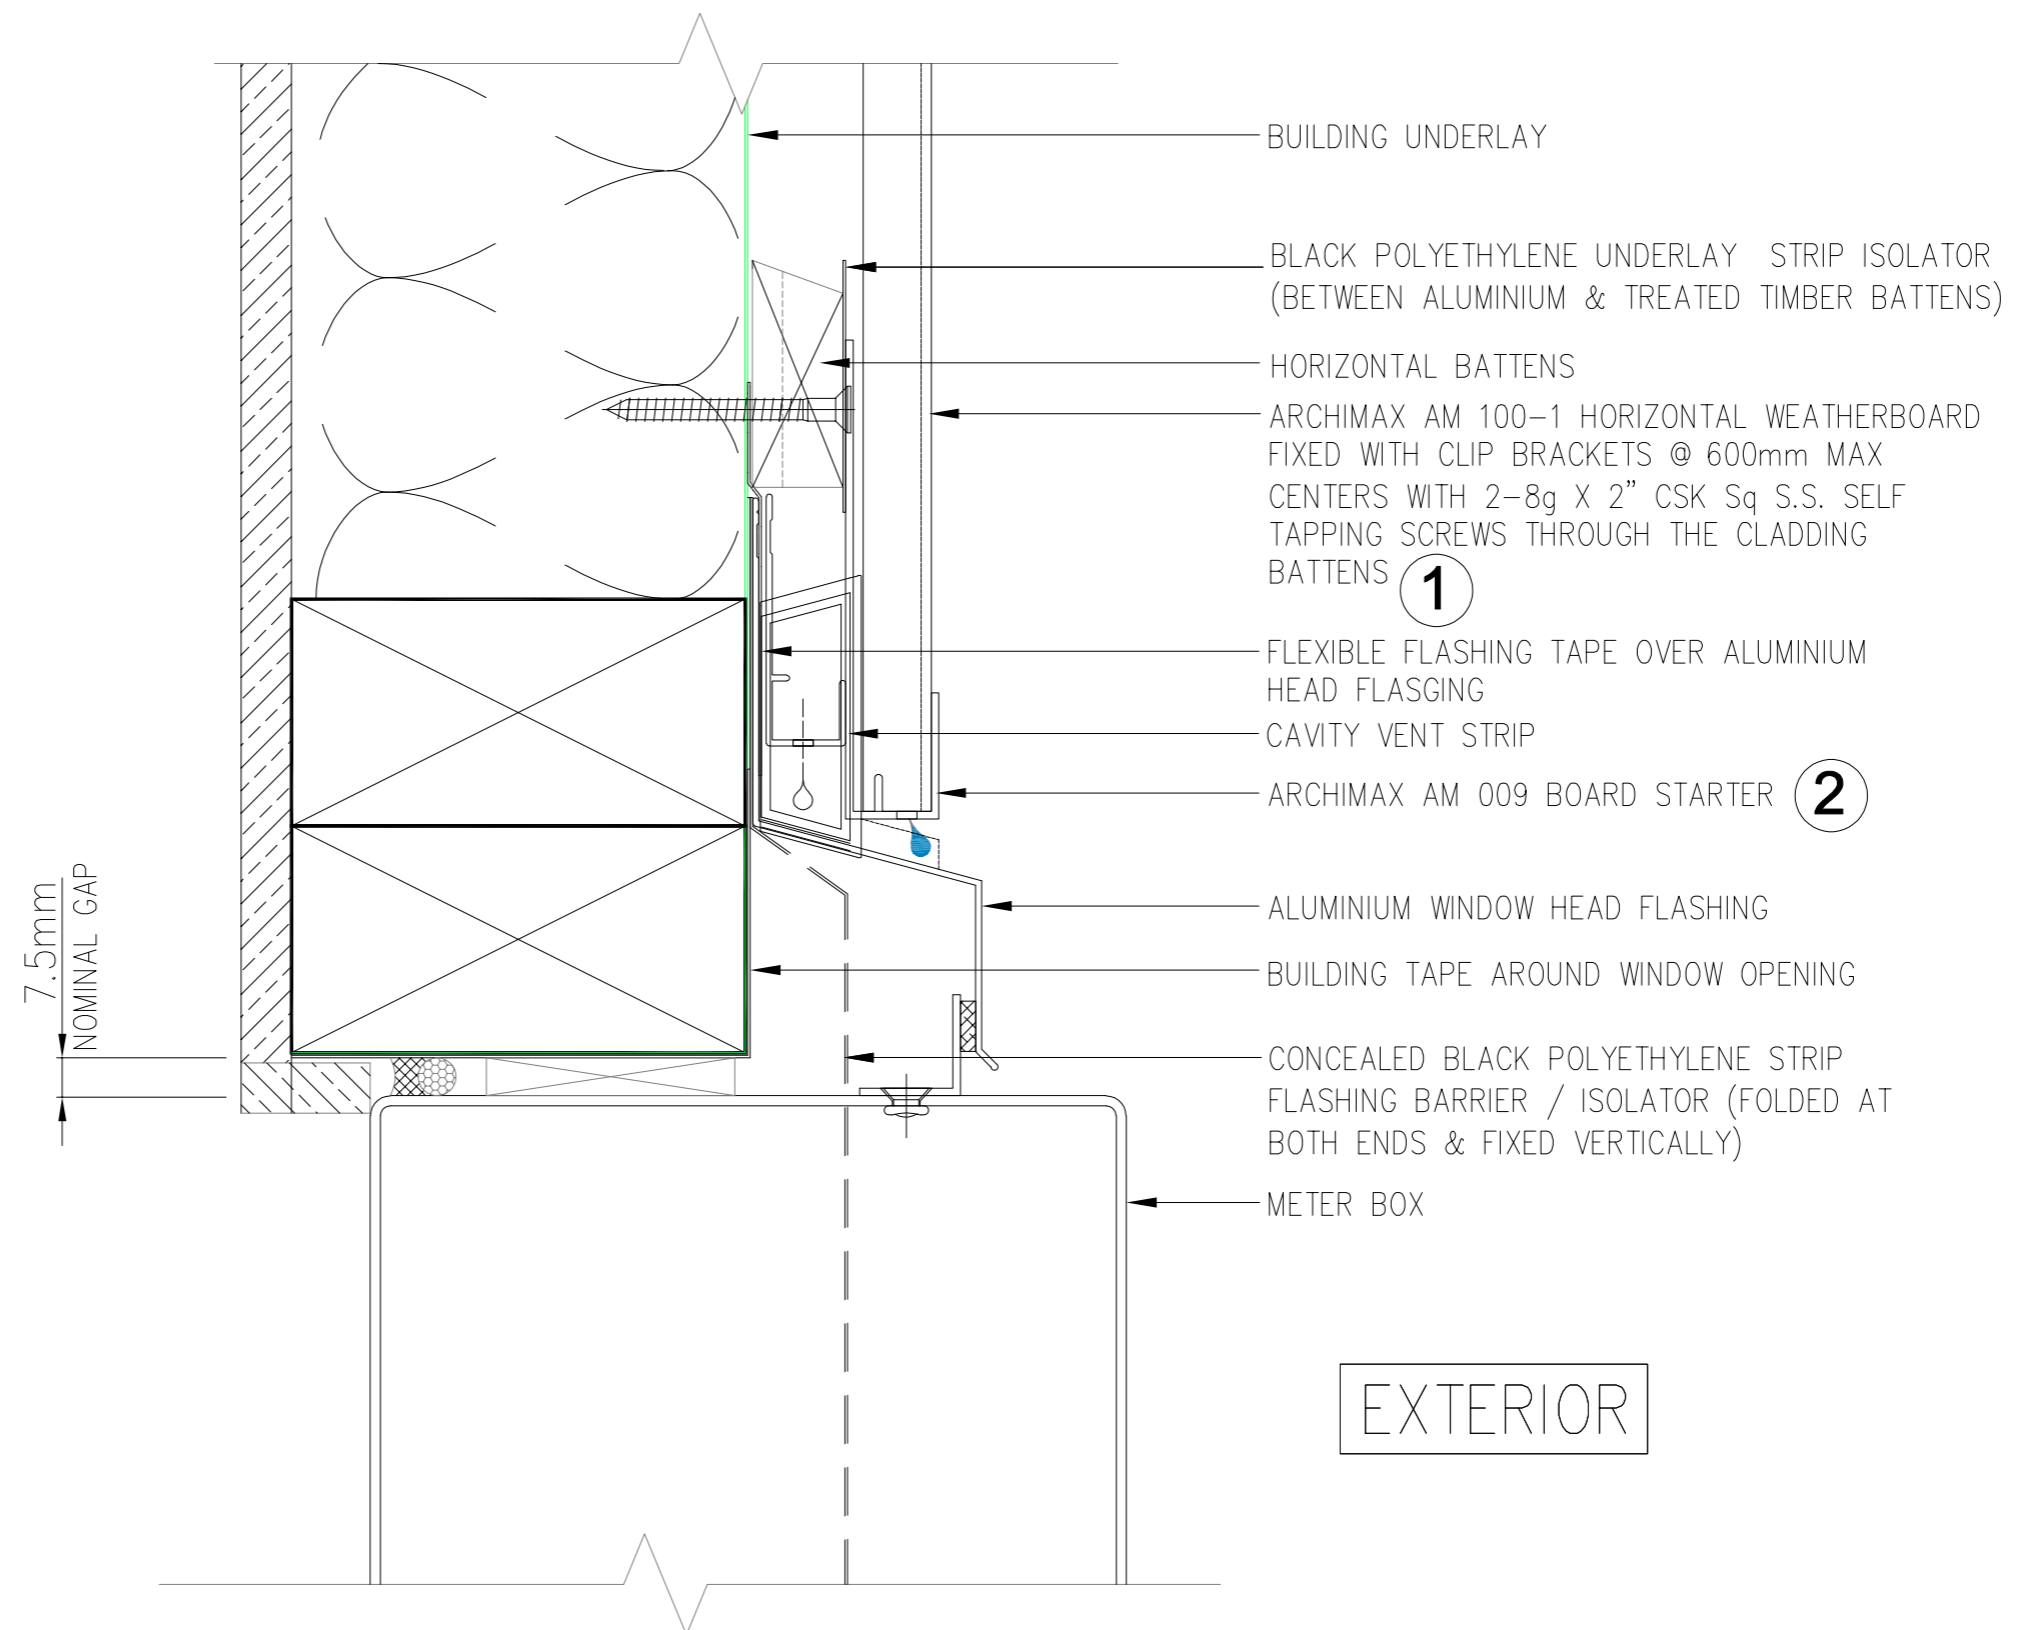 BUILDING UNDERLAY
BLACK POLYETHYLENE UNDERLAY STRIP ISOLATOR
(BETWEEN ALUMINIUM & TREATED TIMBER BATTENS)
HORIZONTAL BATTENS
ARCHIMAX AM 100-1 HORIZONTAL WEATHERBOARD
FIXED WITH CLIP BRACKETS @ 600mm MAX
CENTERS WITH 2-8g X 2" CSK Sq S.S. SELF
TAPPING SCREWS THROUGH THE CLADDING
BATTENS 1
FLEXIBLE FLASHING TAPE OVER ALUMINIUM
HEAD FLASGING
CAVITY VENT STRIP
ARCHIMAX AM 009 BOARD STARTER 2
ALUMINIUM WINDOW HEAD FLASHING
BUILDING TAPE AROUND WINDOW OPENING
CONCEALED BLACK POLYETHYLENE STRIP
FLASHING BARRIER / ISOLATOR (FOLDED AT
BOTH ENDS & FIXED VERTICALLY)
METER BOX
7.5mm
NOMINAL GAP
EXTERIOR